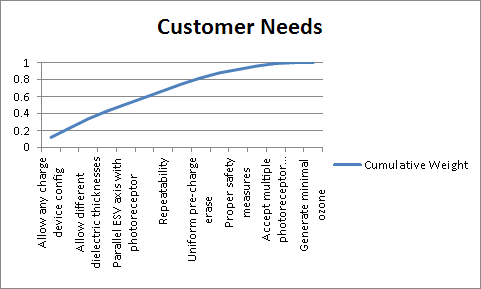 Customer Needs
1
0.8
0.6
0.4
0.2
0
Allow any charge
device config
Allow different
dielectric thicknesses
Parallel ESV axis with
photoreceptor
Repeatability
Uniform pre-charge
erase
Proper safety
measures
Accept multiple
photoreceptor...
Generate minimal
ozone
Cumulative Weight